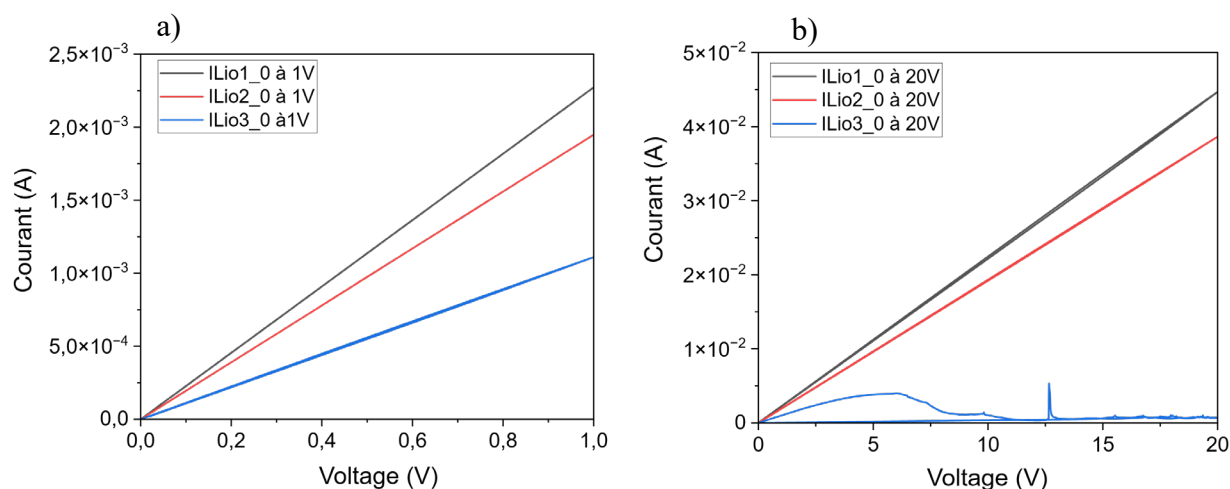 a)
2,5×10⁻³
2,0×10⁻³
1,5×10⁻³
1,0×10⁻³
5,0×10⁻⁴
0,0
Courant (A)
ILio1_0 à 1V
ILio2_0 à 1V
ILio3_0 à1V
0,0 0,2 0,4 0,6 0,8 1,0
Voltage (V)
b)
5×10⁻²
4×10⁻²
3×10⁻²
2×10⁻²
1×10⁻²
0
Courant (A)
ILio1_0 à 20V
ILio2_0 à 20V
ILio3_0 à 20V
0 5 10 15 20
Voltage (V)